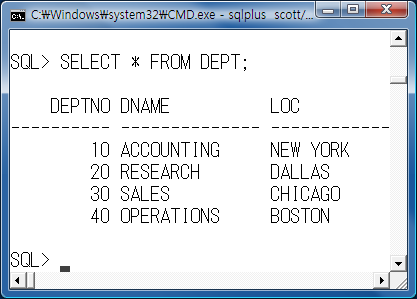 C:₩Windows₩system32₩CMD.exe - sqlplus scott/...
SQL> SELECT * FROM DEPT;
DEPTNO DNAME LOC
---------- -------------- -------------
10 ACCOUNTING NEW YORK
20 RESEARCH DALLAS
30 SALES CHICAGO
40 OPERATIONS BOSTON
SQL>